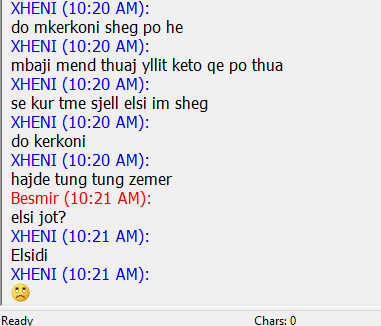 XHENI (10:20 AM):
do mkerkoni sheg po he
XHENI (10:20 AM):
mbaji mend thuaj yllit keto qe po thua
XHENI (10:20 AM):
se kur tme sjell elsi im sheg
XHENI (10:20 AM):
do kerkoni
XHENI (10:20 AM):
hajde tung tung zemer
Besmir (10:21 AM):
elsi jot?
XHENI (10:21 AM):
Elsidi
XHENI (10:21 AM):
Ready Chars: 0